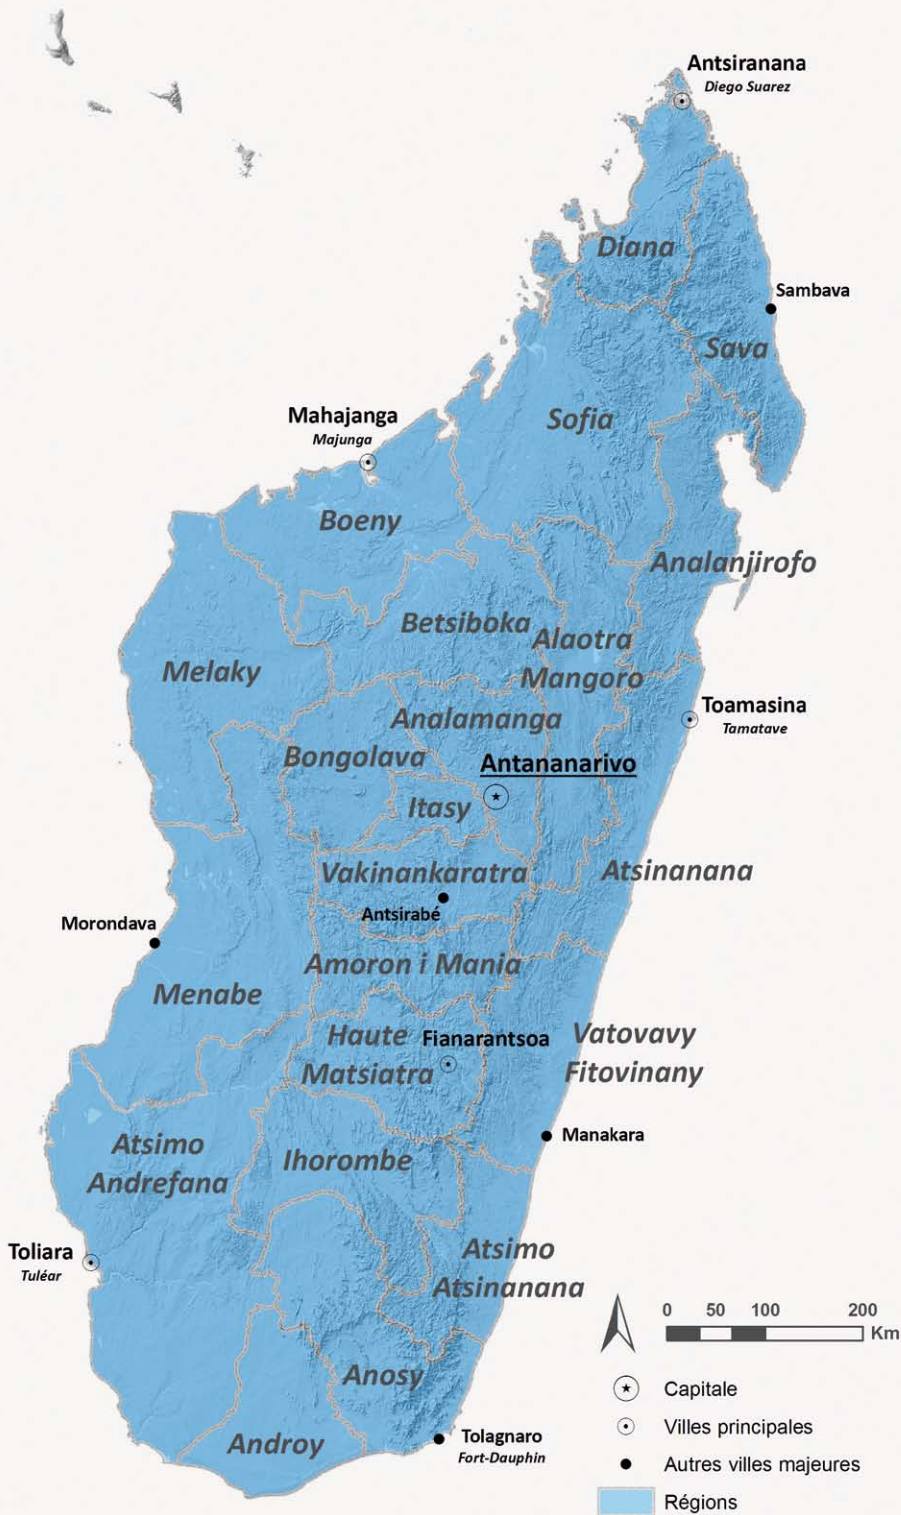 Antsiranana
Diego Suarez
Diana
Sambava
Sava
Sofia
Mahajanga
Majunga
Boeny
Analanjirofo
Betsiboka
Alaotra
Mangoro
Melaky
Analamanga
Toamasina
Tamatave
Bongolava
Antananarivo
Itasy
Vakinankaratra
Atsinanana
Antsirabé
Morondava
Amoron i Mania
Menabe
Haute
Matsiatra
Fianarantsoa
Vatovavy
Fitovinany
Manakara
Atsimo
Andrefana
Ihorombe
Toliara
Tuléar
Atsimo
Atsinanana
Anosy
Androy
Tolagnaro
Fort-Dauphin
0 50 100 200
Km
Capitale
Villes principales
Autres villes majeures
Régions